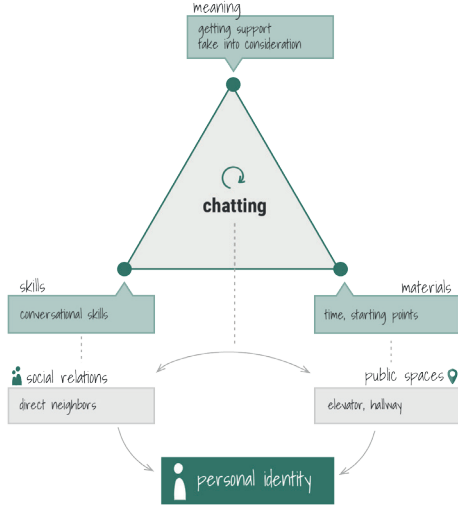 meaning
getting support
fake into consideration
chatting
skills
conversational skills
materials
time, starting points
social relations
direct neighbors
public spaces
elevator, hallway
personal identity